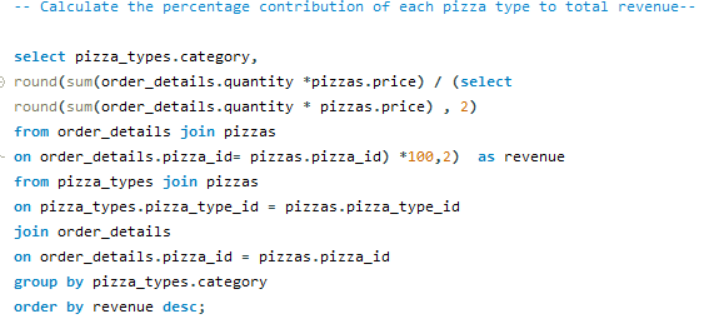 -- Calculate the percentage contribution of each pizza type to total revenue--
select pizza_types.category,
round(sum(order_details.quantity *pizzas.price) / (select
round(sum(order_details.quantity * pizzas.price) , 2)
from order_details join pizzas
on order_details.pizza_id= pizzas.pizza_id) *100,2)  as revenue
from pizza_types join pizzas
on pizza_types.pizza_type_id = pizzas.pizza_type_id
join order_details
on order_details.pizza_id = pizzas.pizza_id
group by pizza_types.category
order by revenue desc;